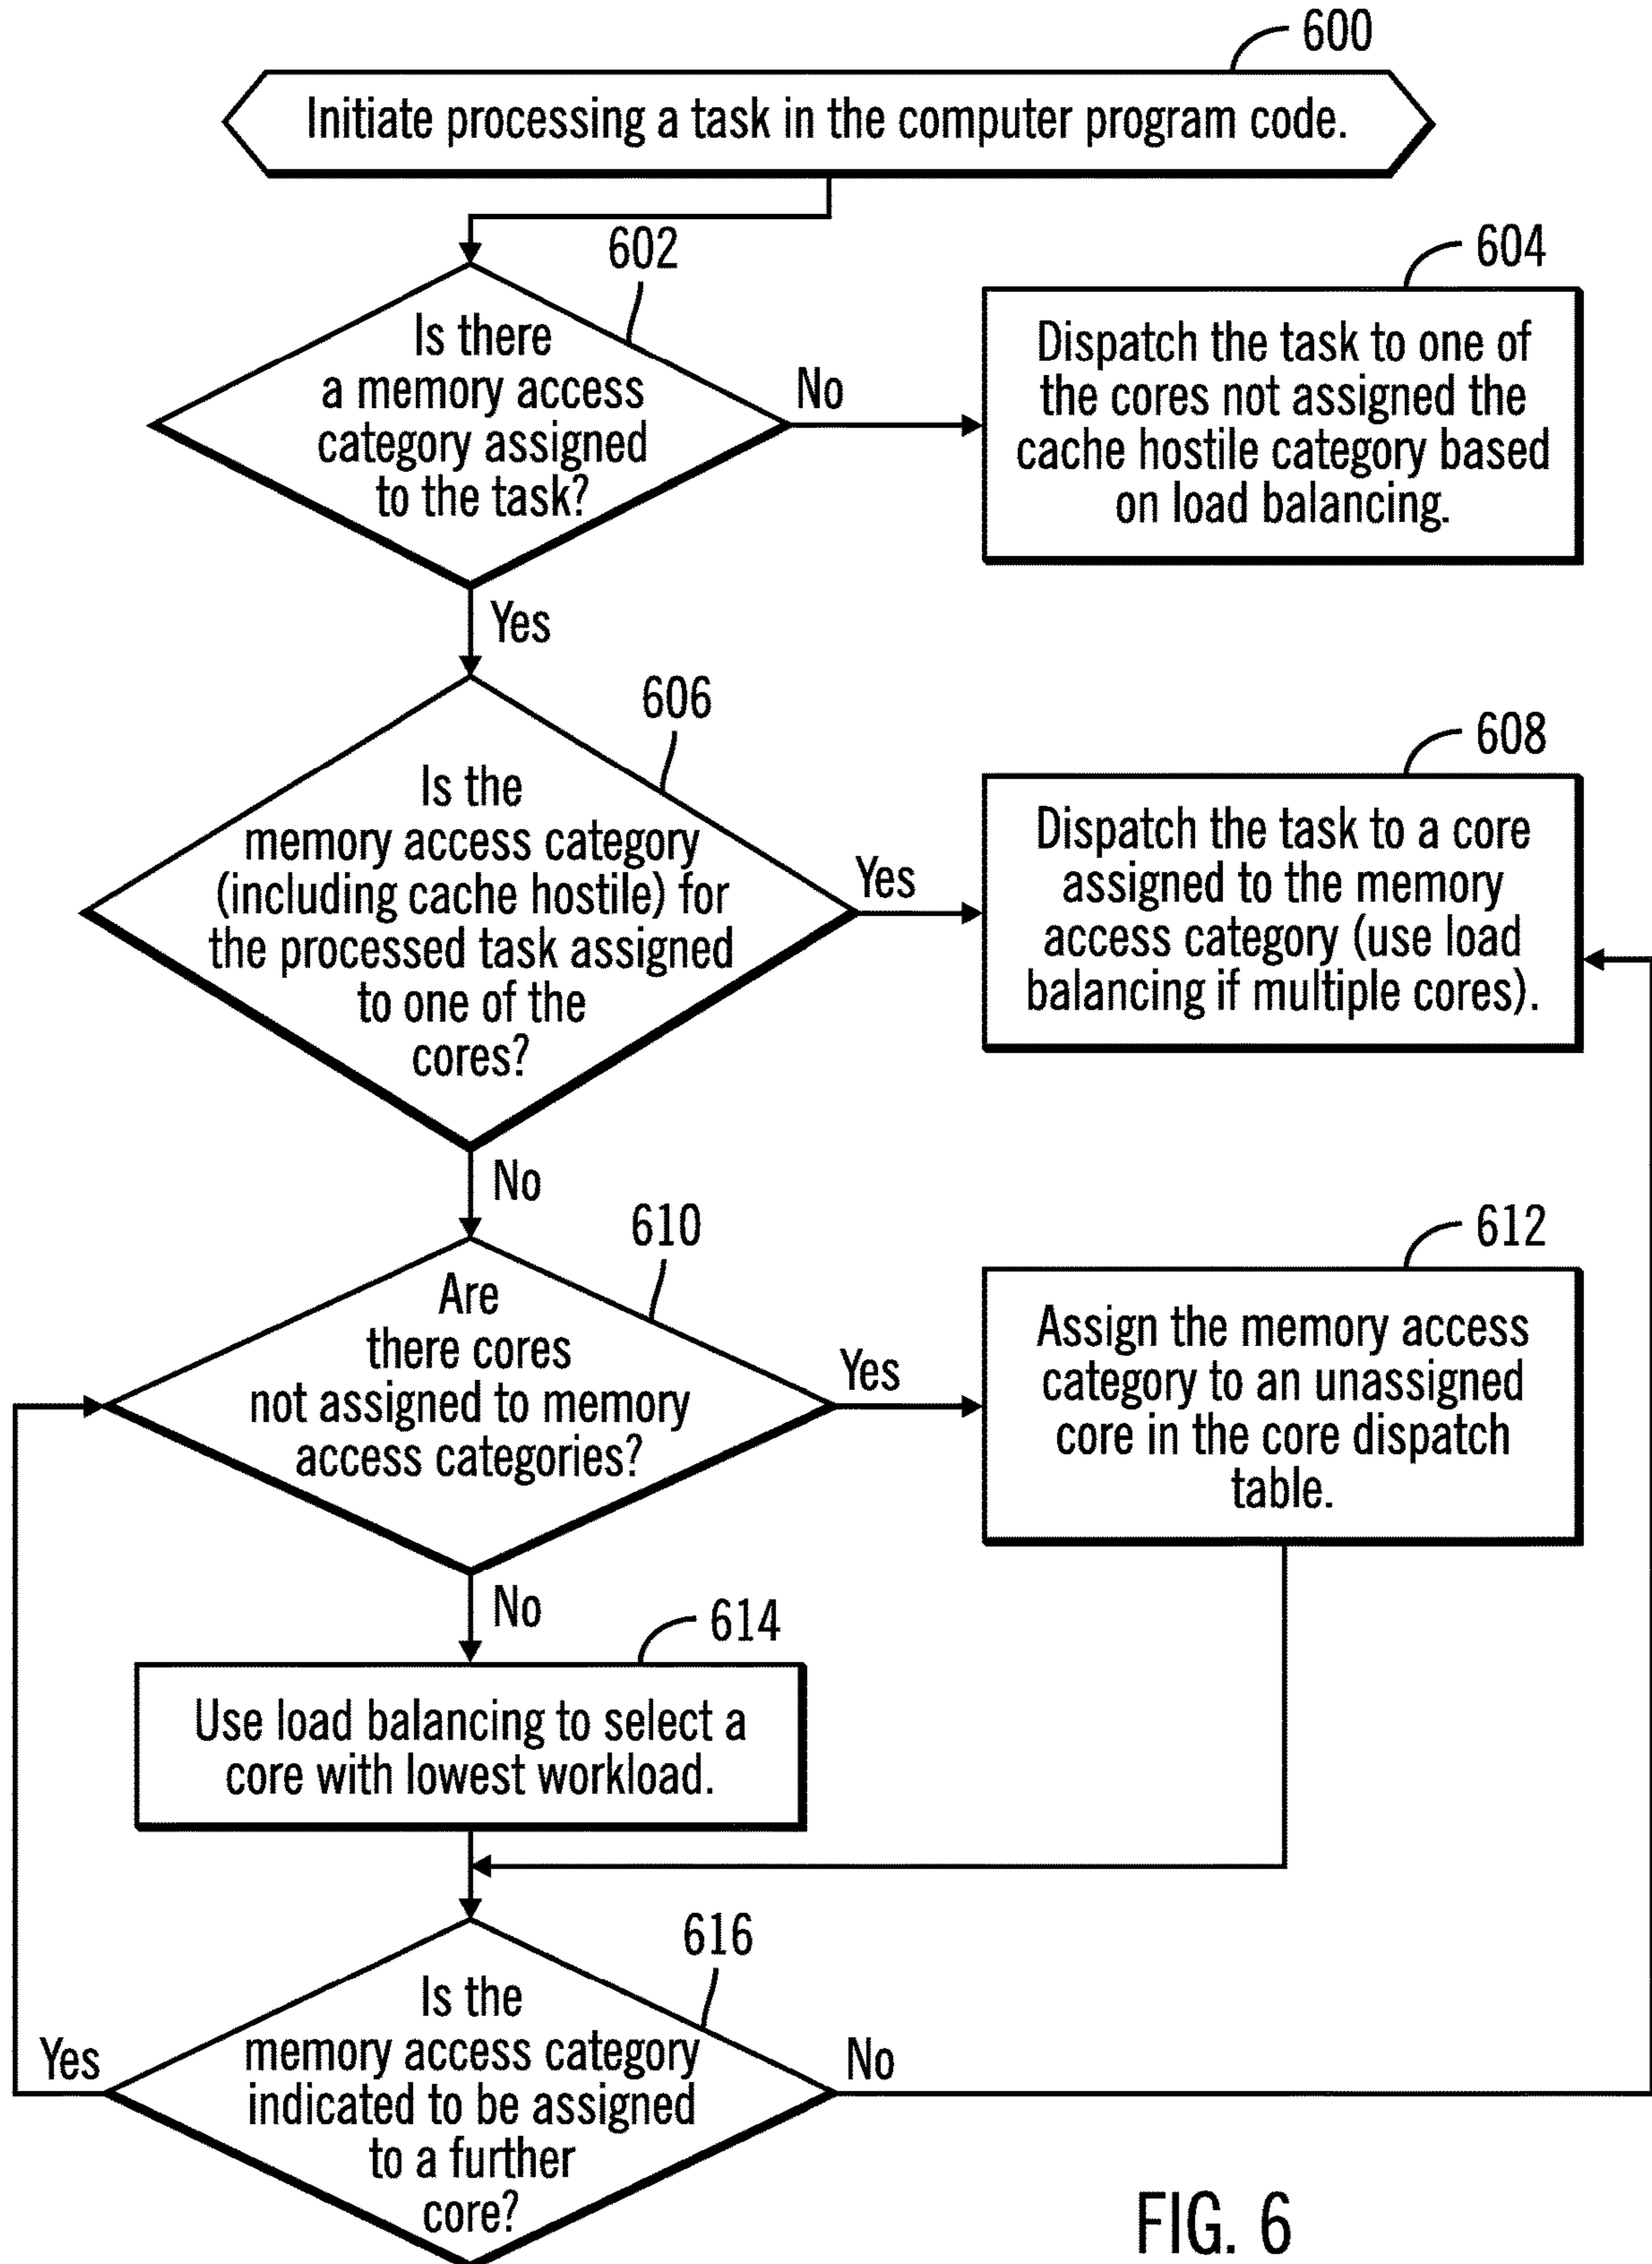 600
Initiate processing a task in the computer program code.
602
Is there
a memory access
category assigned
to the task?
No
604
Dispatch the task to one of
the cores not assigned the
cache hostile category based
on load balancing.
Yes
606
Is the
memory access category
(including cache hostile) for
the processed task assigned
to one of the
cores?
Yes
608
Dispatch the task to a core
assigned to the memory
access category (use load
balancing if multiple cores).
No
610
Are
there cores
not assigned to memory
access categories?
Yes
612
Assign the memory access
category to an unassigned
core in the core dispatch
table.
No
614
Use load balancing to select a
core with lowest workload.
616
Is the
memory access category
indicated to be assigned
to a further
core?
Yes
No
FIG. 6